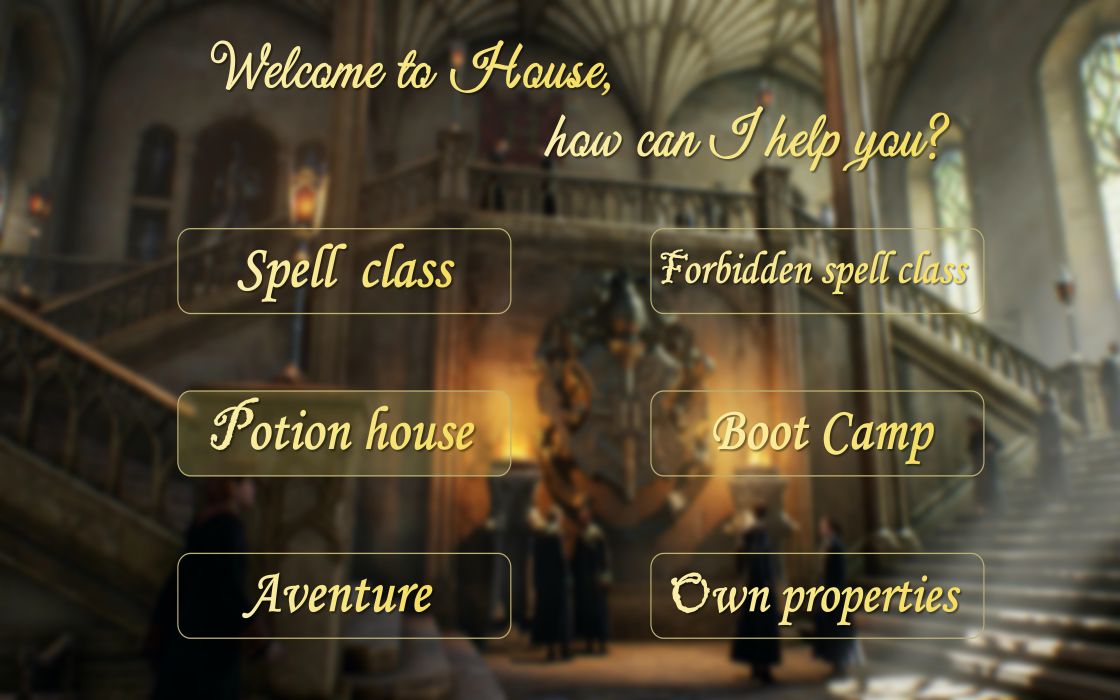 Welcome to House,
how can I help you?
Spell class
Forbidden spell class
Potion house
Boot Camp
Aventure
Own properties